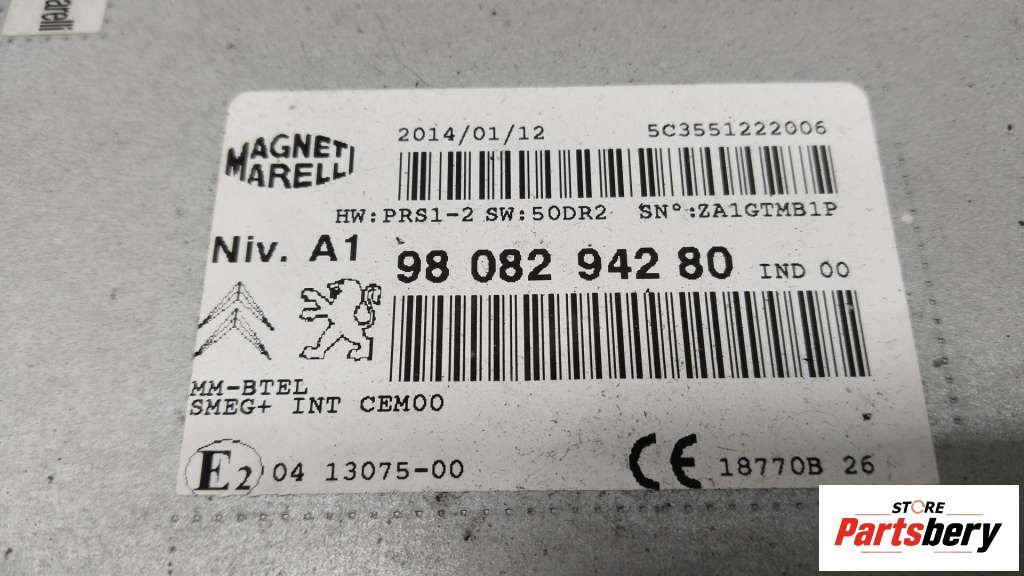 arelli
MAGNETI
MARELLI
2014/01/12 5C3551222006
HW:PRS1-2 SW:50DR2 SN°:ZA1GTMB1P
Niv. A1 98 082 942 80 IND 00
MM-BTEL
SMEG+ INT CEM00
E2 04 13075-00 CE 18770B 26
STORE
Partsbery